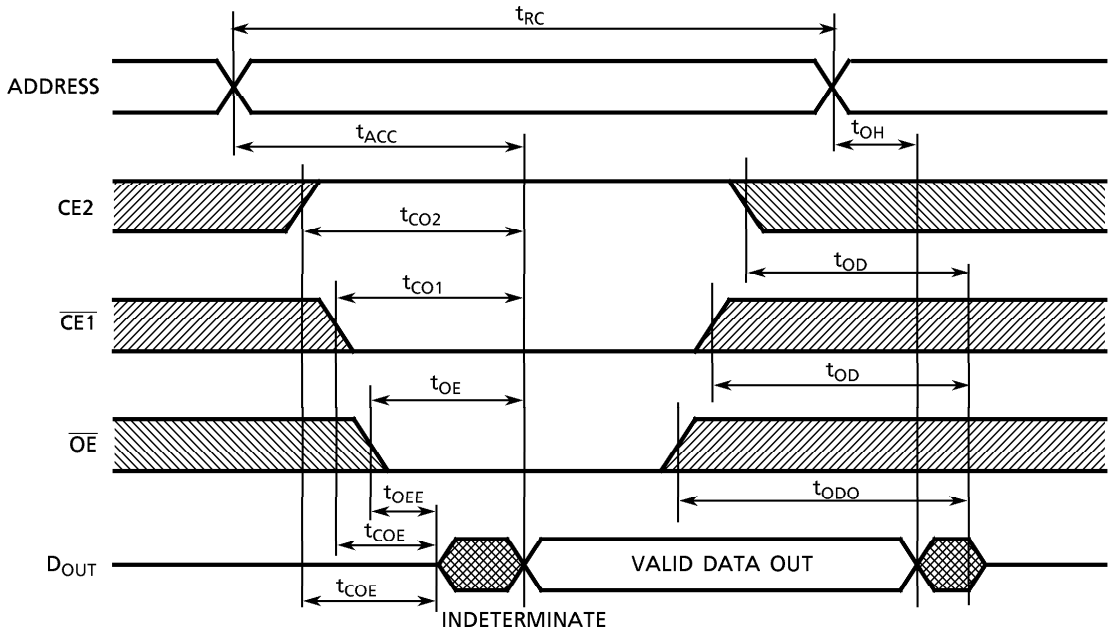 tRC
ADDRESS
tACC
tOH
CE2
tCO2
tOD
tCO1
CE1
tOD
tOE
OE
tOEE
tODO
tCOE
DOUT
VALID DATA OUT
tCOE
INDETERMINATE